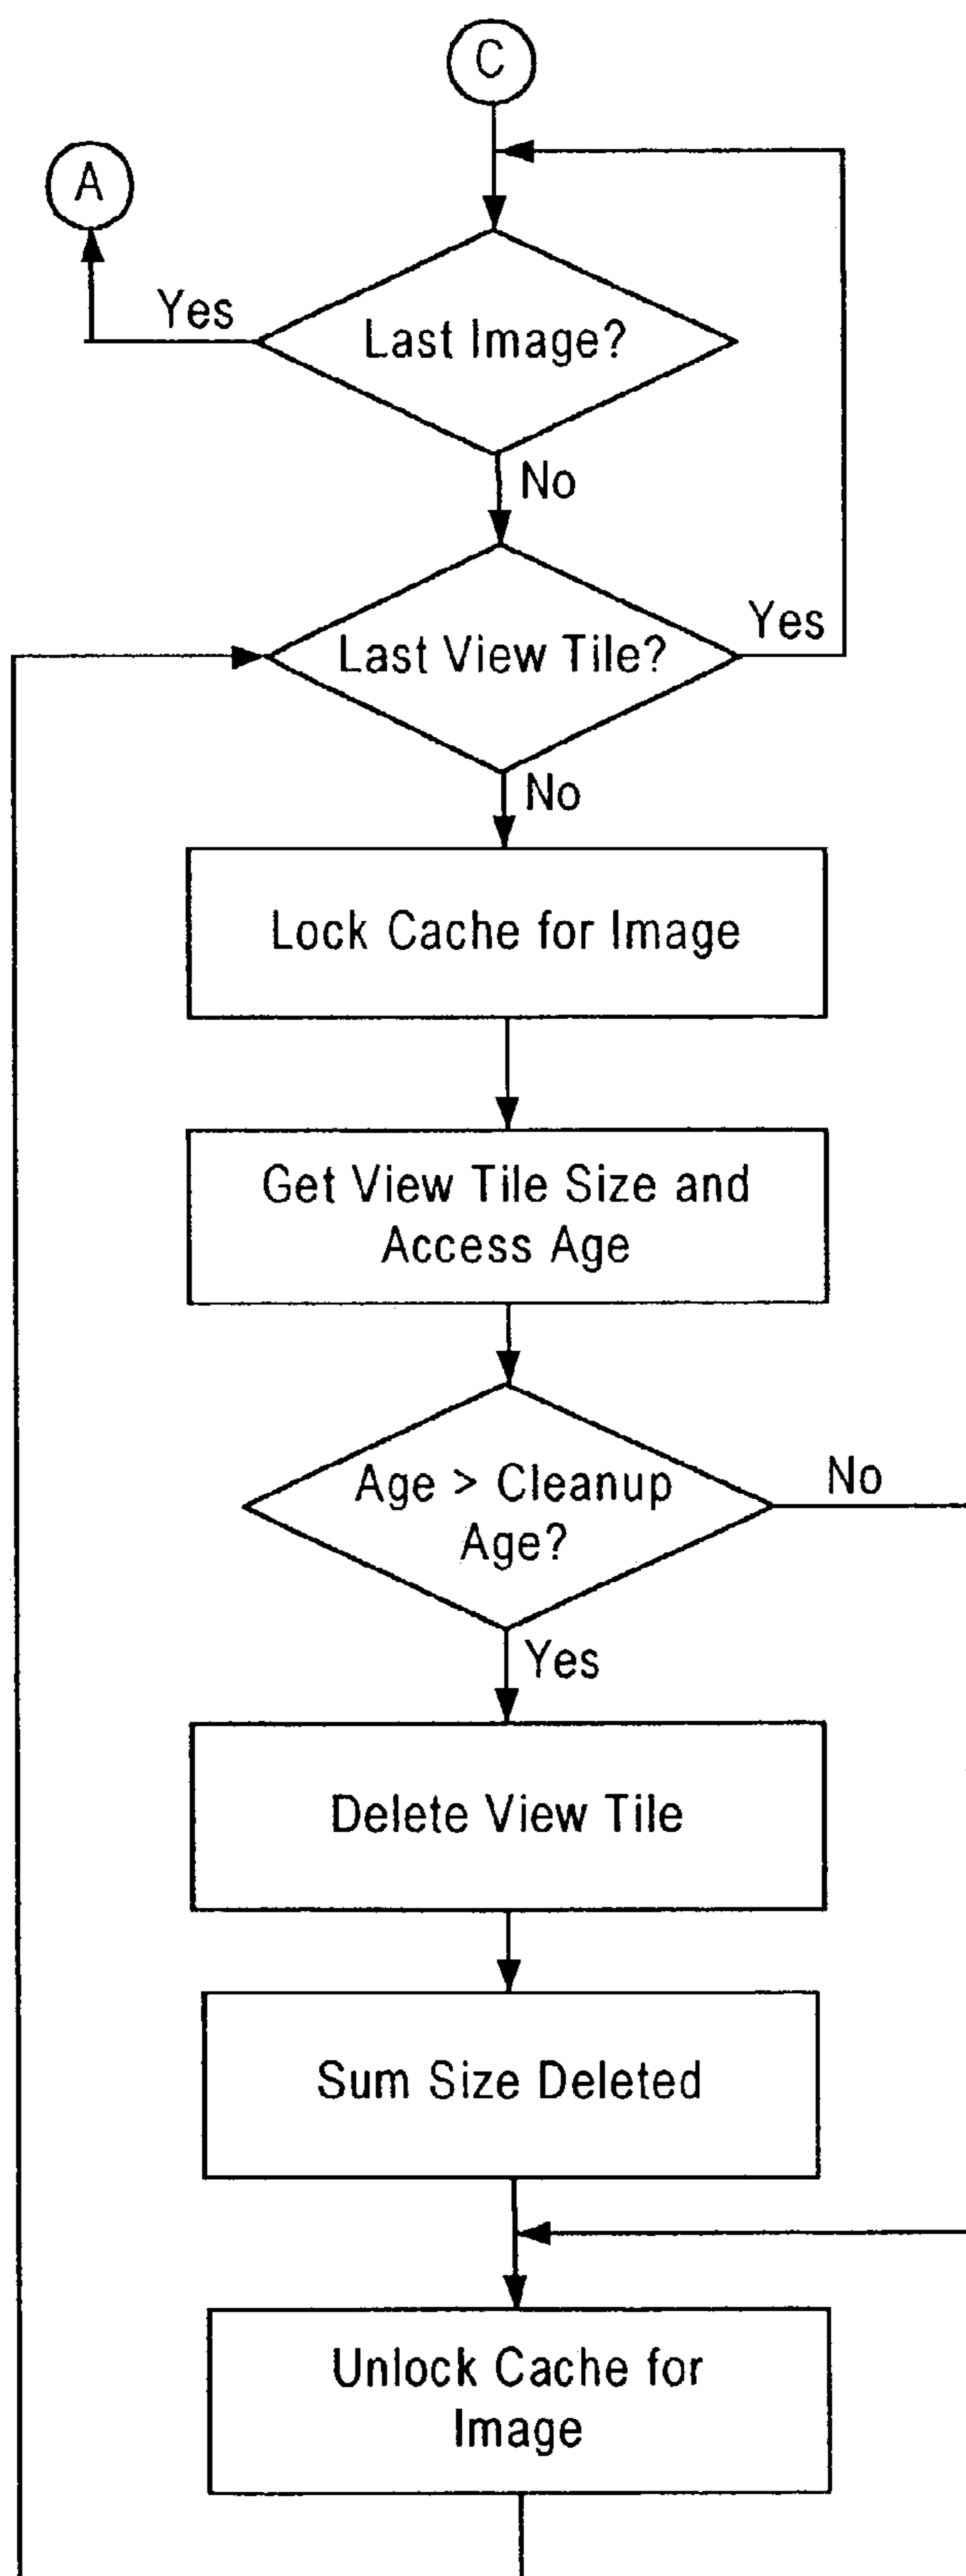 C
A
Yes
Last Image?
No
Yes
Last View Tile?
No
Lock Cache for Image
Get View Tile Size and
Access Age
Age > Cleanup
Age?
No
Yes
Delete View Tile
Sum Size Deleted
Unlock Cache for
Image